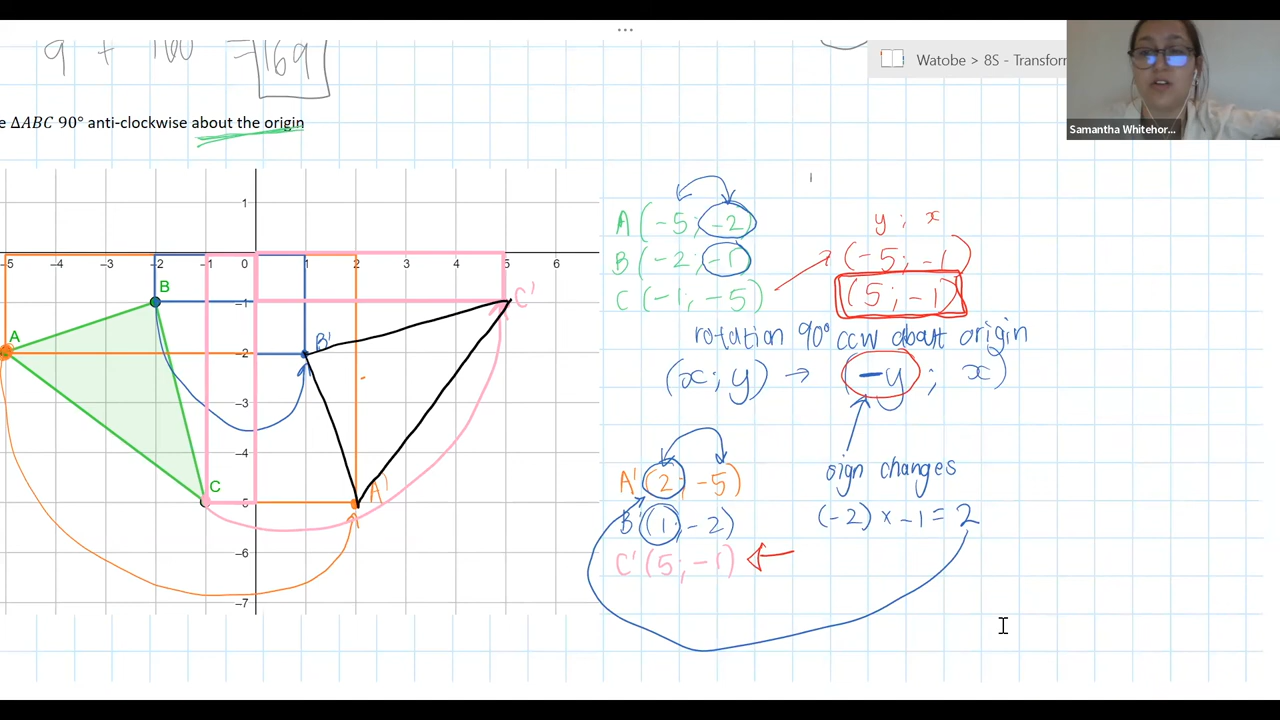 9 + 100 = 169
Watobe > 8S - Transfor
Samantha Whitehor...
e ΔABC 90° anti-clockwise about the origin
1
-5 -4 -3 -2 -1 0 1 2 3 4 5 6
-1
-2
-3
-4
-5
-6
-7
A
B
C
B'
C'
A'
A (-5; -2)
B (-2; -1)
C (-1; -5)
y ; x
(-5; -1)
(5; -1)
rotation 90° ccw about origin
(x; y) → (-y ; x)
A' (2; -5)
B' (1; -2)
C' (5; -1)
sign changes
(-2) × -1 = 2